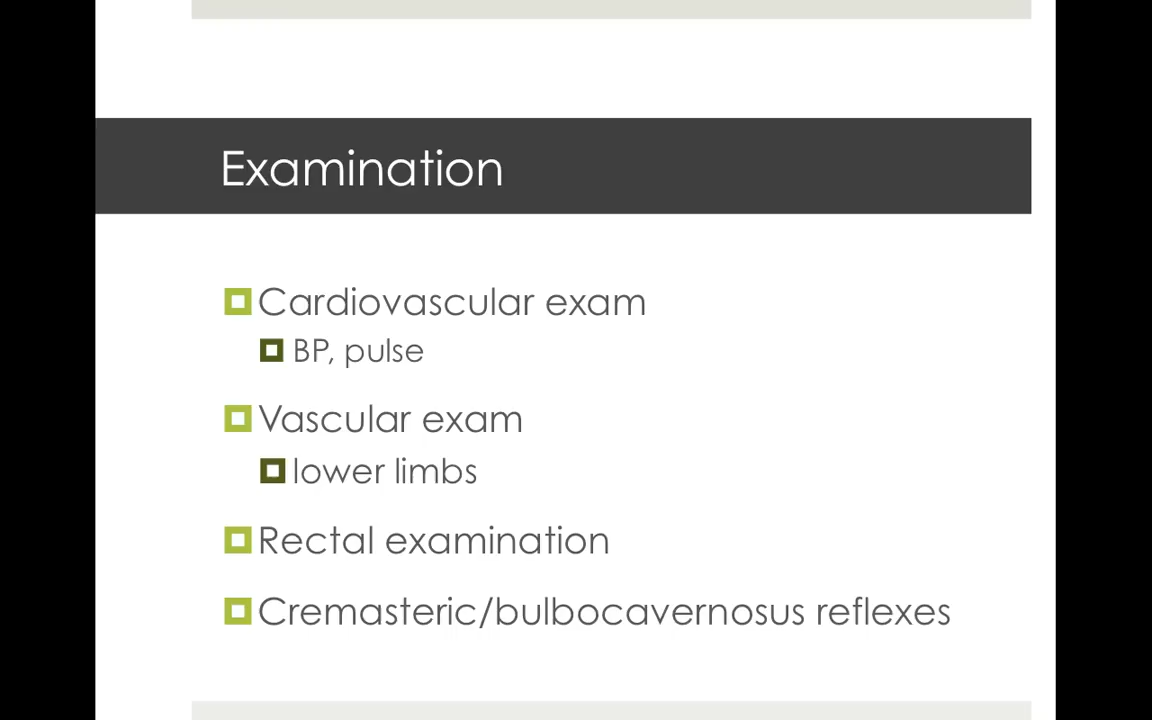 Examination
Cardiovascular exam
BP, pulse
Vascular exam
lower limbs
Rectal examination
Cremasteric/bulbocavernosus reflexes